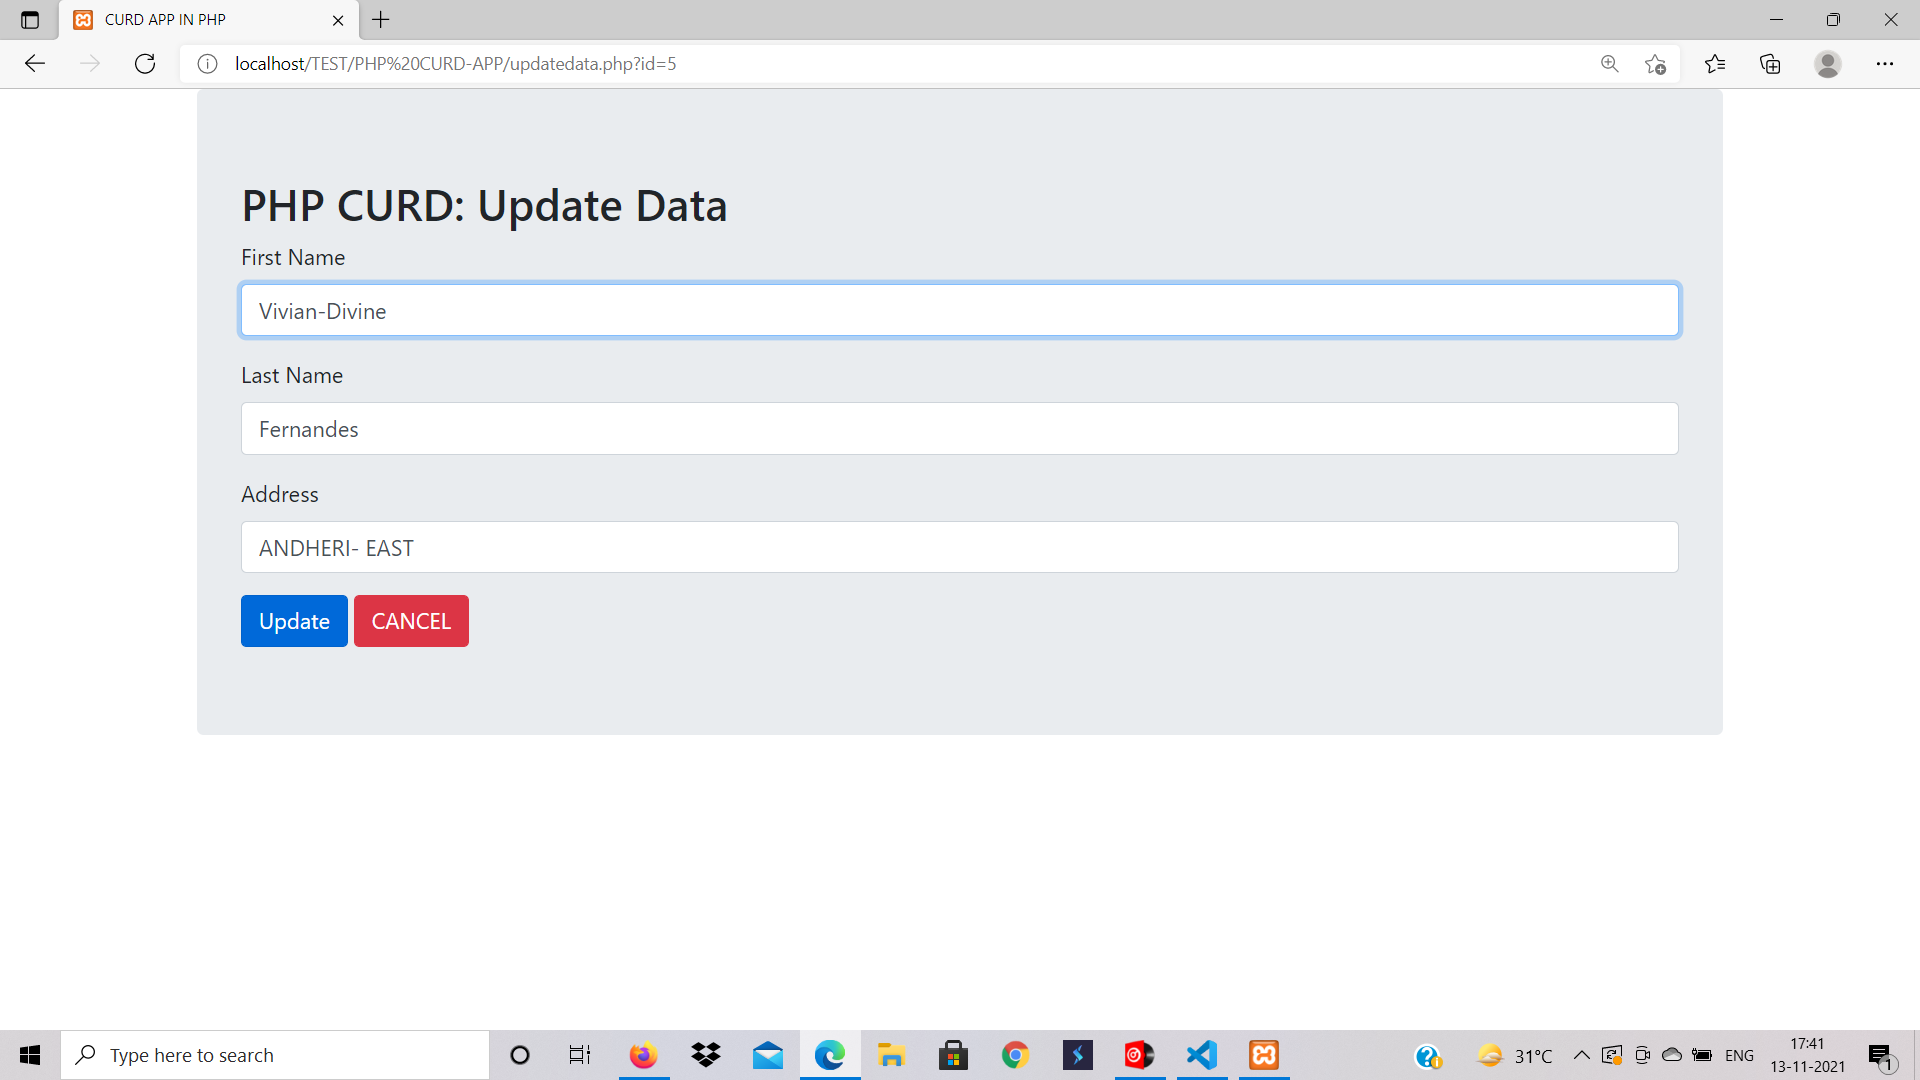 CURD APP IN PHP
localhost/TEST/PHP%20CURD-APP/updatedata.php?id=5
PHP CURD: Update Data
First Name
Vivian-Divine
Last Name
Fernandes
Address
ANDHERI- EAST
Update CANCEL
Type here to search
31°C
ENG
17:41
13-11-2021
1